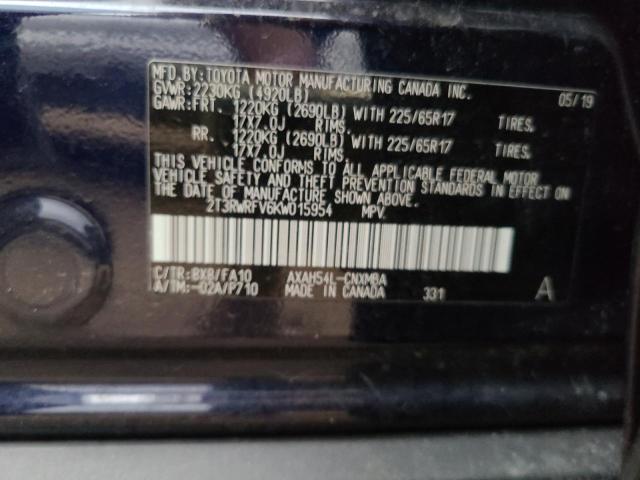 MFD.BY:TOYOTA MOTOR MANUFACTURING CANADA INC.
GVWR:2230KG (4920LB) 05/19
GAWR:FRT. 1220KG (2690LB) WITH 225/65R17 TIRES.
17X7.0J RIMS.
RR. 1220KG (2690LB) WITH 225/65R17 TIRES.
17X7.0J RIMS.
THIS VEHICLE CONFORMS TO ALL APPLICABLE FEDERAL MOTOR
VEHICLE SAFETY AND THEFT PREVENTION STANDARDS IN EFFECT ON
THE DATE OF MANUFACTURE SHOWN ABOVE.
2T3RWRFV6KW015954 MPV.
C/TR:8X8/FA10 AXAH54L-CNXMBA
A/TM:-02A/P710 MADE IN CANADA 331 A